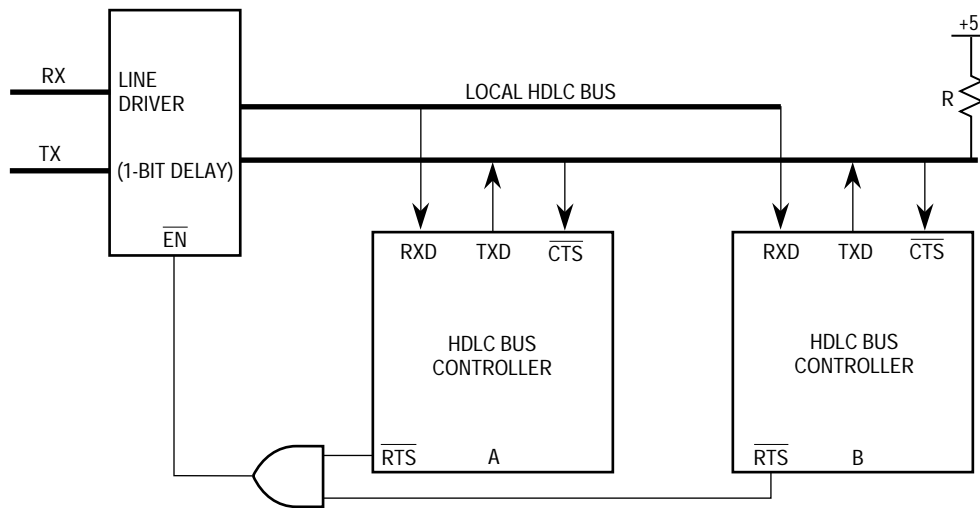 +5
RX
LINE
DRIVER
LOCAL HDLC BUS
R
TX
(1-BIT DELAY)
EN
RXD TXD CTS
RXD TXD CTS
HDLC BUS
CONTROLLER
HDLC BUS
CONTROLLER
RTS A
RTS B